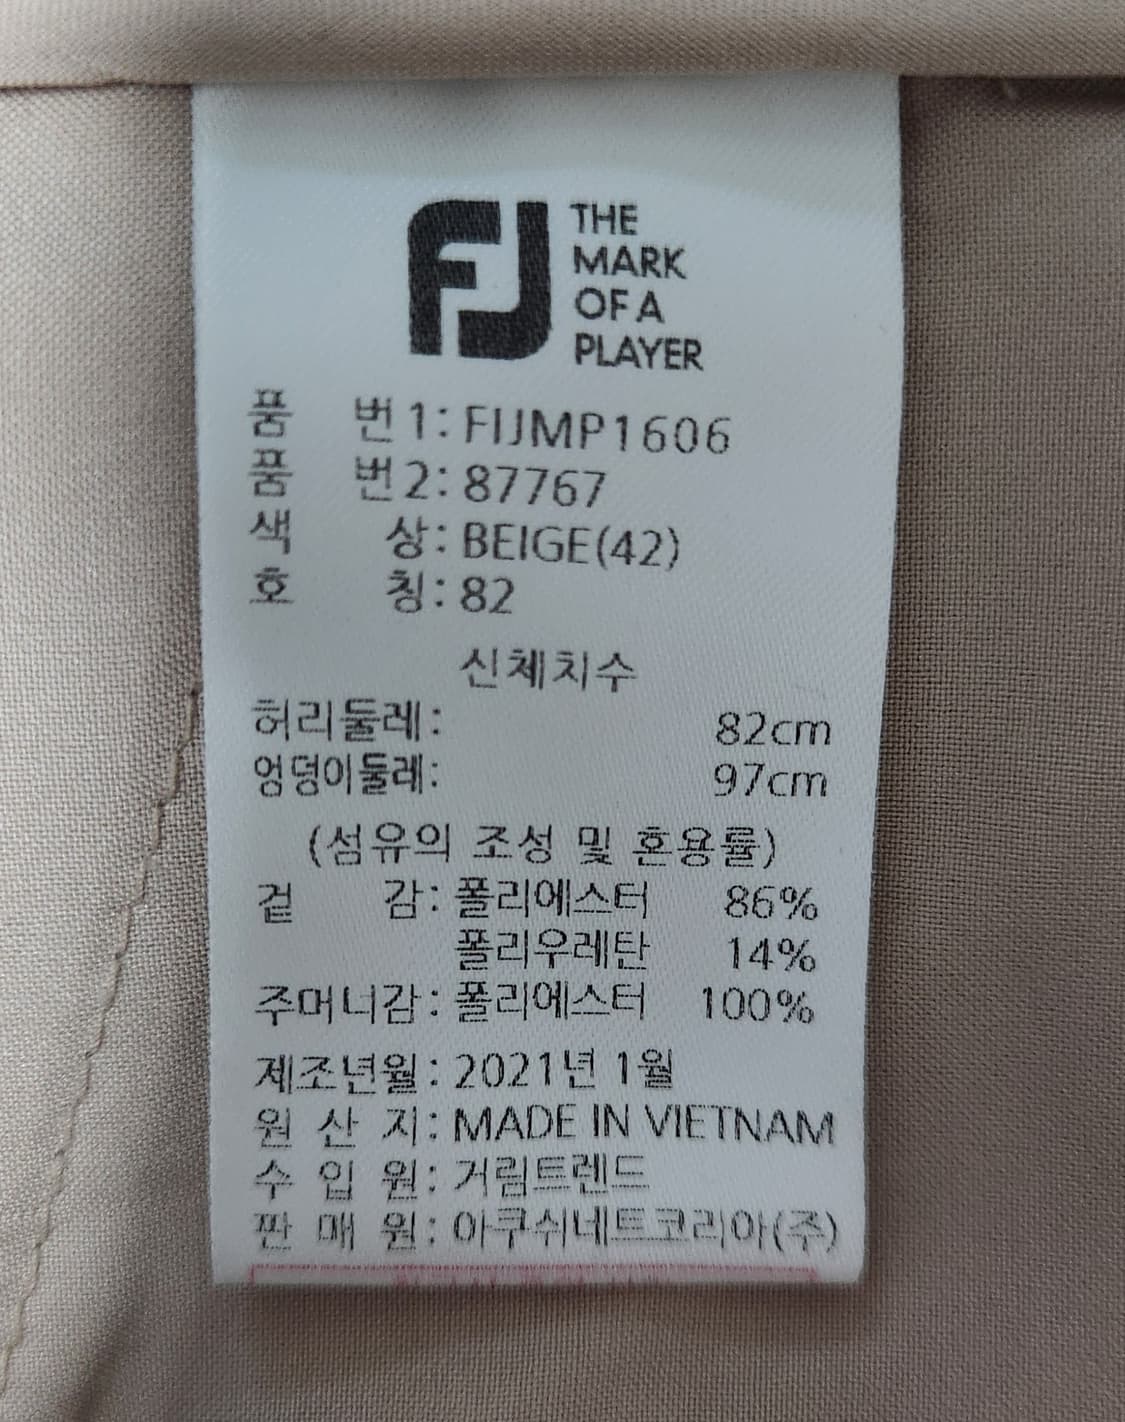 FJ
THE
MARK
OF A
PLAYER
품 번1: FIJMP1606
품 번2: 87767
색 상: BEIGE(42)
호 칭: 82
신체치수
허리둘레: 82cm
엉덩이둘레: 97cm
(섬유의 조성 및 혼용률)
겉 감: 폴리에스터 86%
폴리우레탄 14%
주머니감: 폴리에스터 100%
제조년월: 2021년 1월
원 산 지: MADE IN VIETNAM
수 입 원: 거림트렌드
판 매 원: 아쿠쉬네트코리아(주)